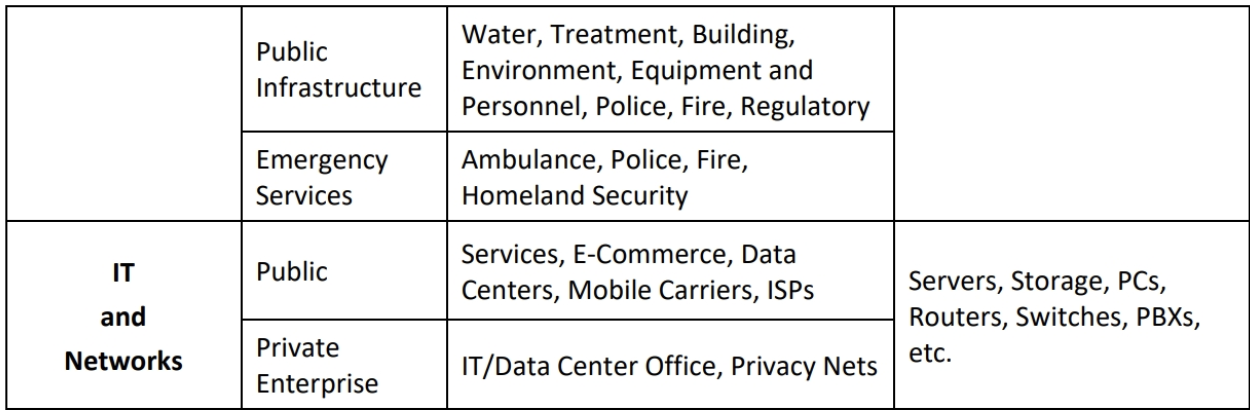 Public
Infrastructure
Water, Treatment, Building,
Environment, Equipment and
Personnel, Police, Fire, Regulatory
Emergency
Services
Ambulance, Police, Fire,
Homeland Security
IT
and
Networks
Public
Services, E-Commerce, Data
Centers, Mobile Carriers, ISPs
Private
Enterprise
IT/Data Center Office, Privacy Nets
Servers, Storage, PCs,
Routers, Switches, PBXs,
etc.